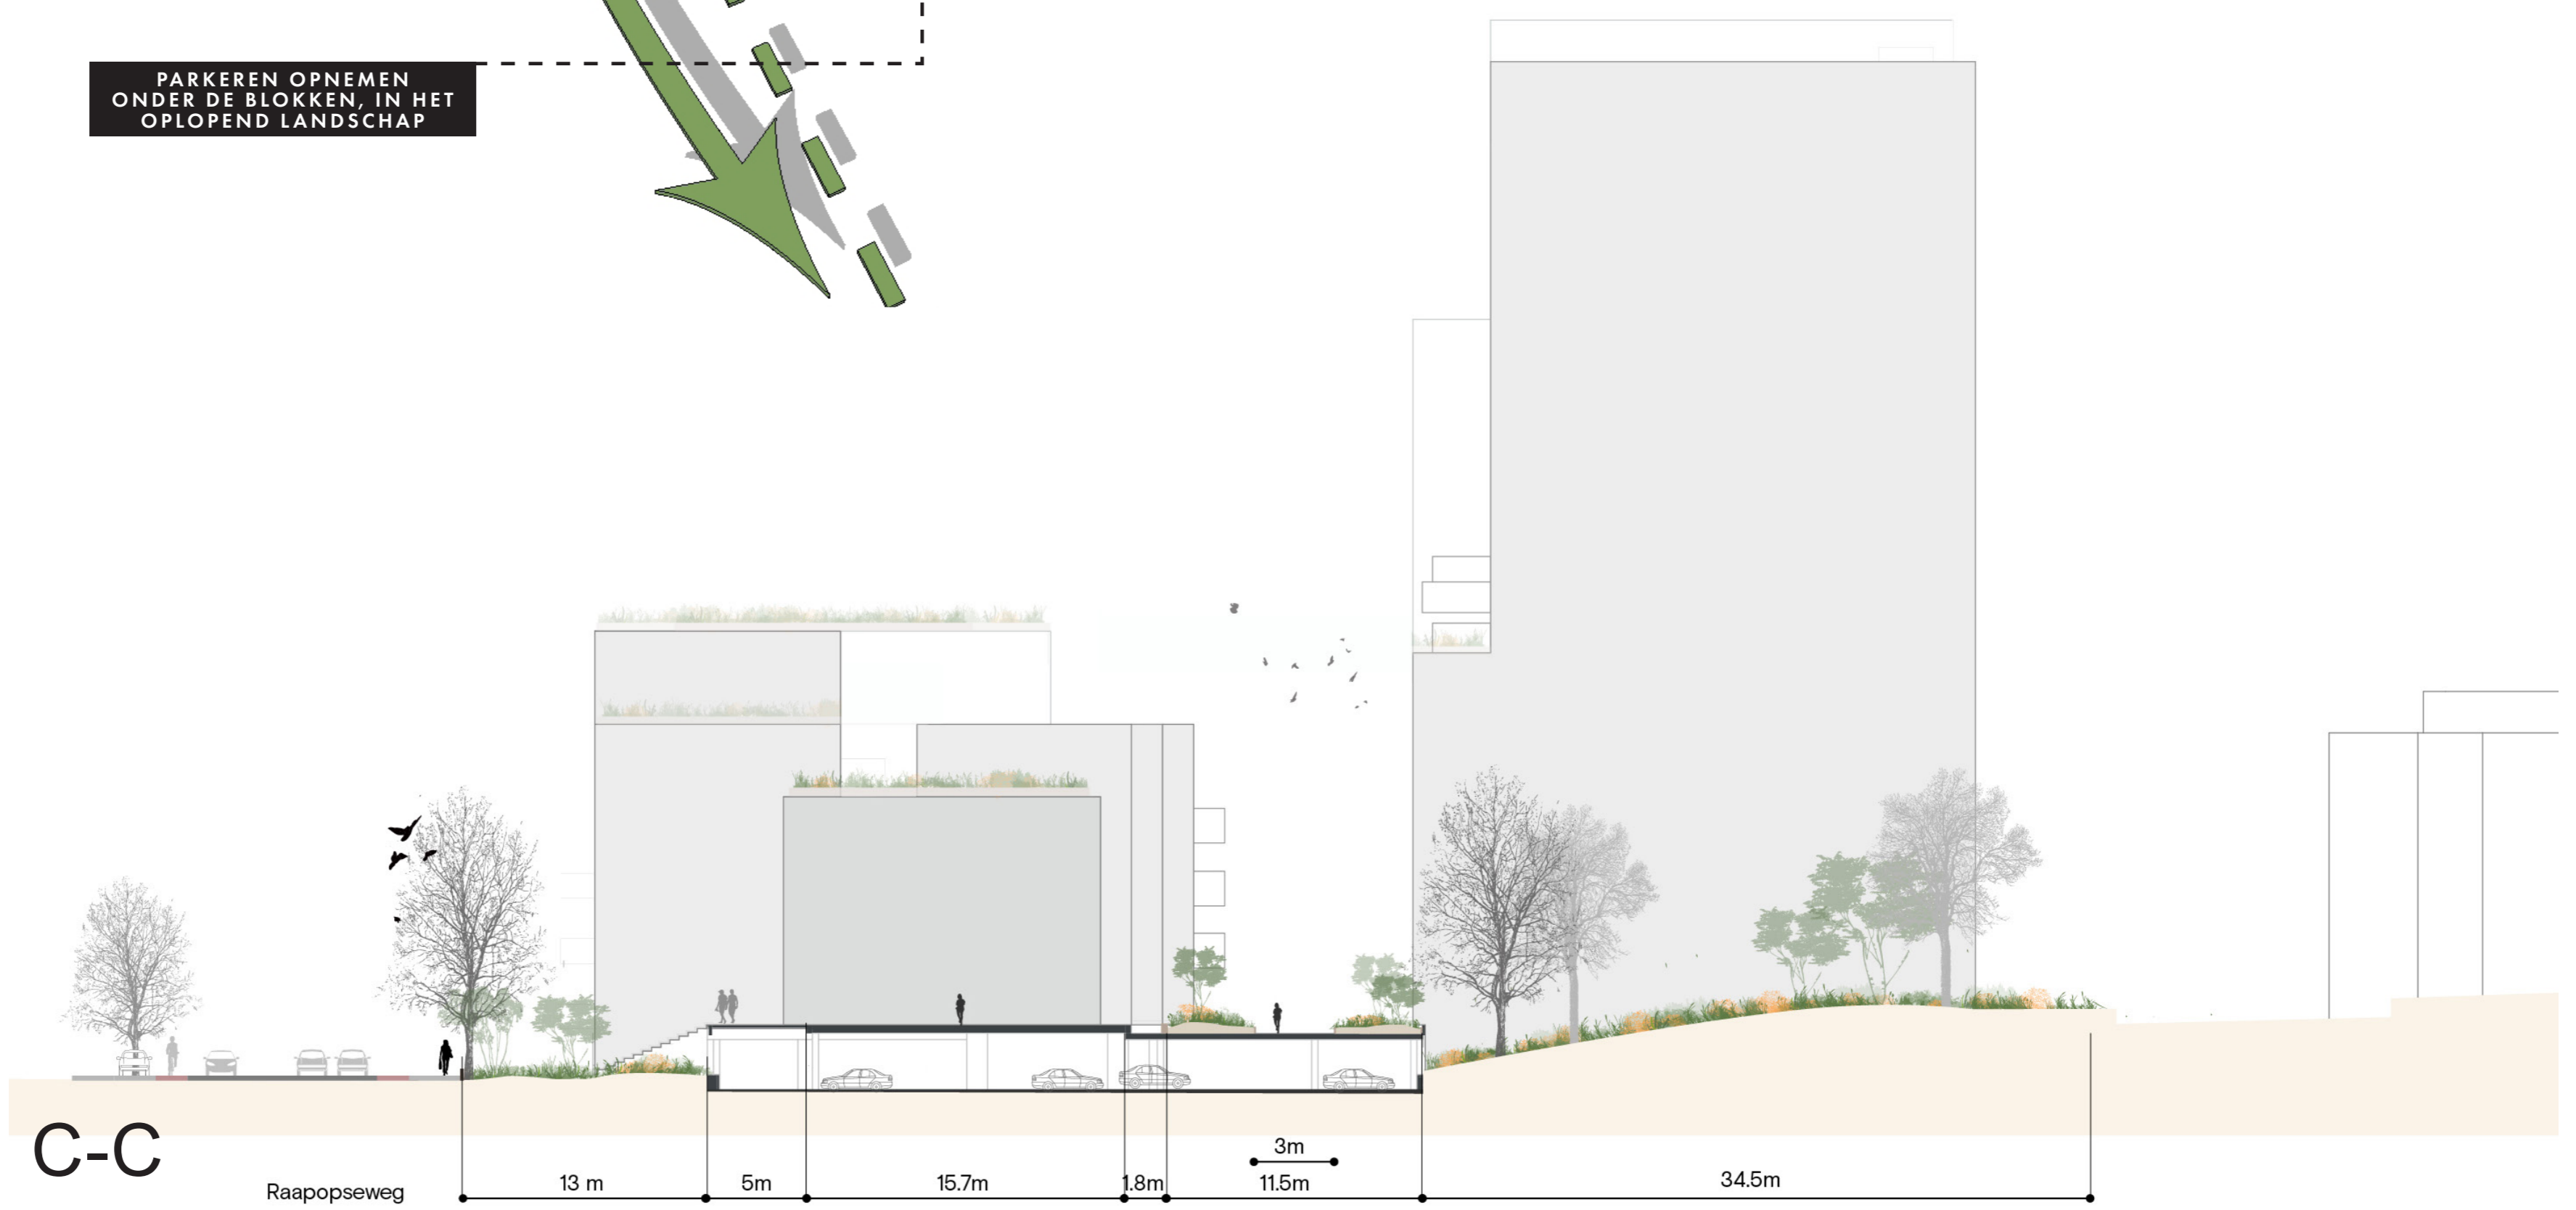 PARKEREN OPNEMEN
ONDER DE BLOKKEN, IN HET
OPLOPEND LANDSCHAP
C-C
3m
Raapopseweg
13 m
5m
15.7m
1.8m
11.5m
34.5m